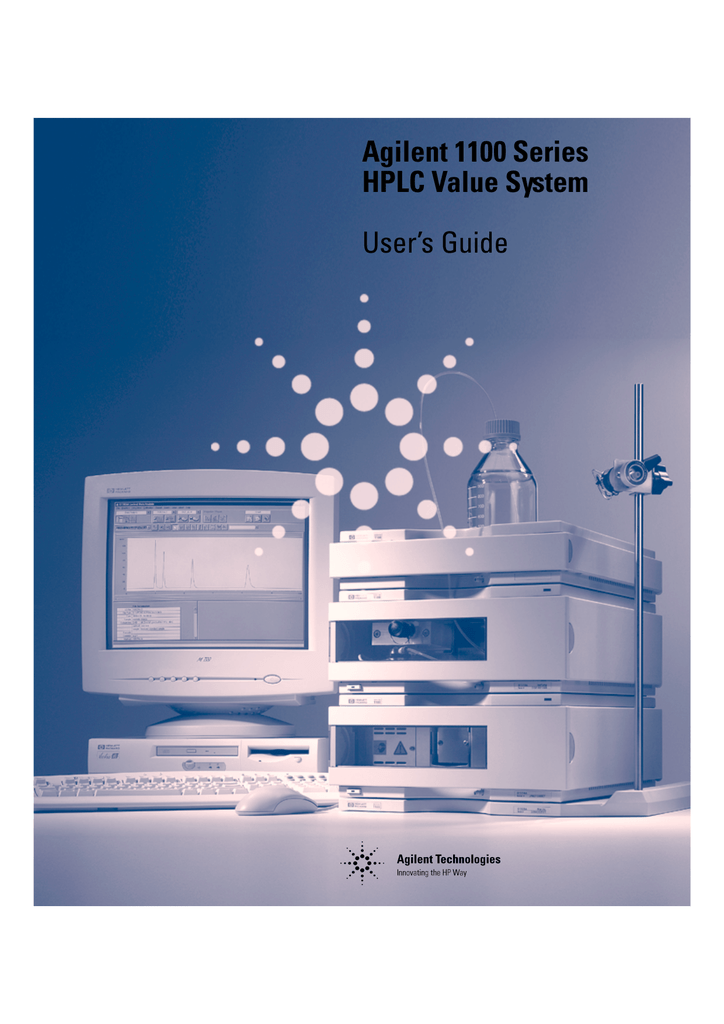 Agilent 1100 Series
HPLC Value System
User's Guide
Agilent Technologies
Innovating the HP Way